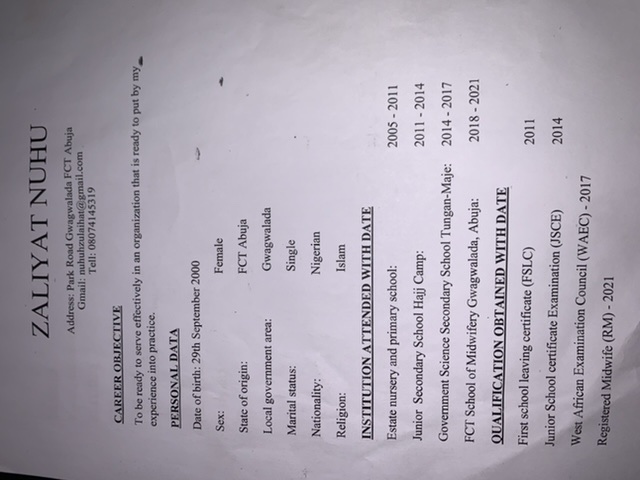 ZALIYAT NUHU
Address: Park Road Gwagwalada FCT Abuja
Gmail: nuhuzulaihat@gmail.com
Tell: 08074145319
CAREER OBJECTIVE
To be ready to serve effectively in an organization that is ready to put by my
experience into practice.
PERSONAL DATA
Date of birth: 29th September 2000
Sex: Female
State of origin: FCT Abuja
Local government area: Gwagwalada
Marital status: Single
Nationality: Nigerian
Religion: Islam
INSTITUTION ATTENDED WITH DATE
Estate nursery and primary school: 2005 - 2011
Junior Secondary School Hajj Camp: 2011 - 2014
Government Science Secondary School Tungan-Maje: 2014 - 2017
FCT School of Midwifery Gwagwalada, Abuja: 2018 - 2021
QUALIFICATION OBTAINED WITH DATE
First school leaving certificate (FSLC) 2011
Junior School certificate Examination (JSCE) 2014
West African Examination Council (WAEC) - 2017
Registered Midwife (RM) - 2021